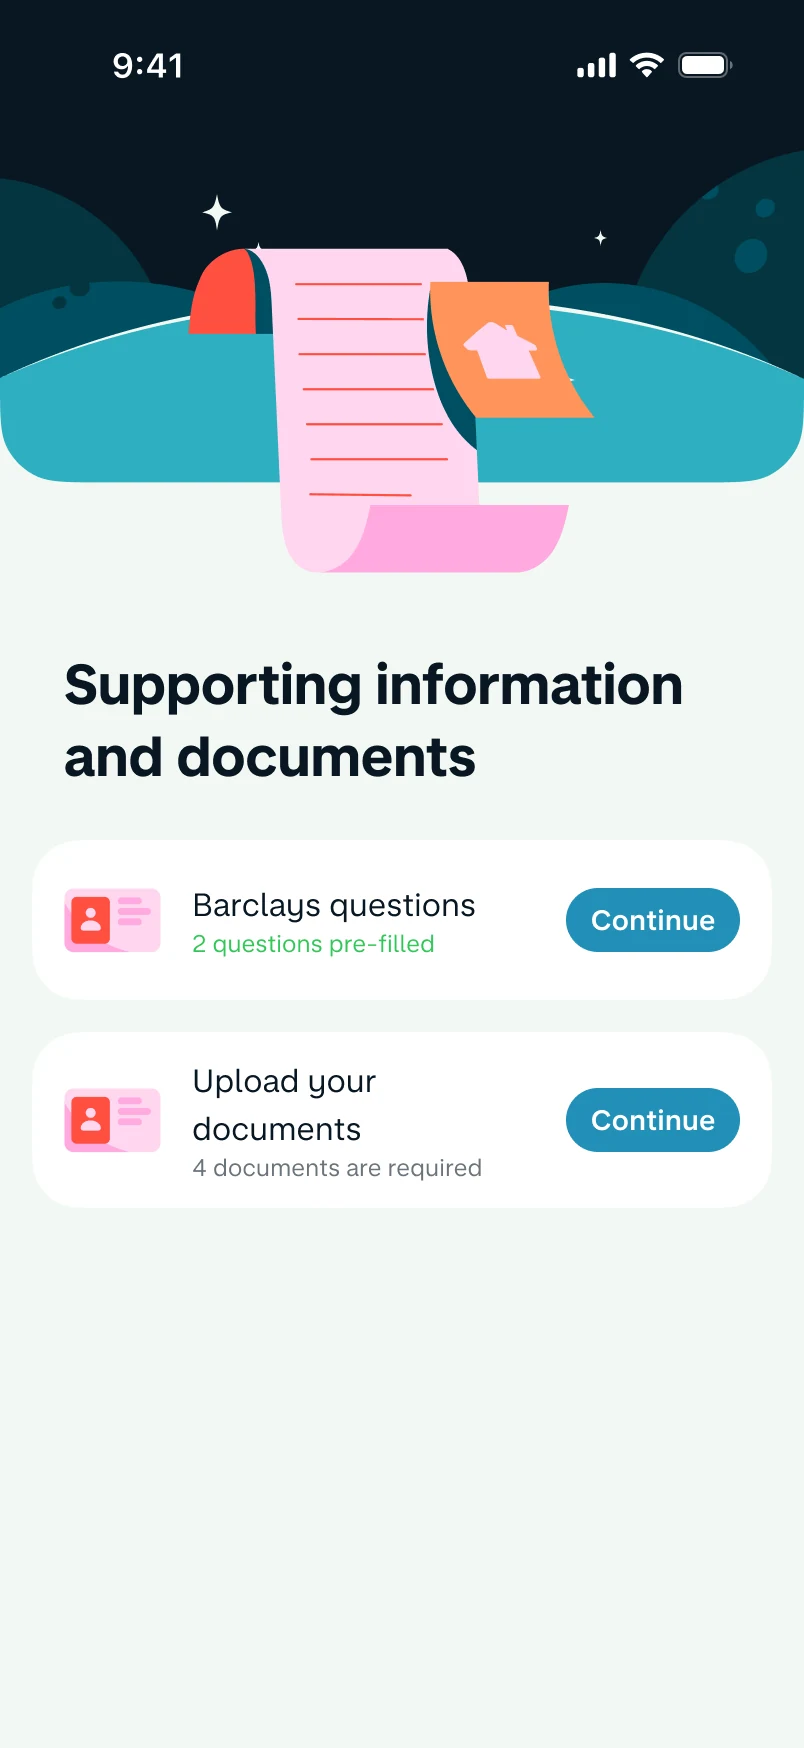 9:41
Supporting information
and documents
Barclays questions
2 questions pre-filled
Continue
Upload your
documents
4 documents are required
Continue